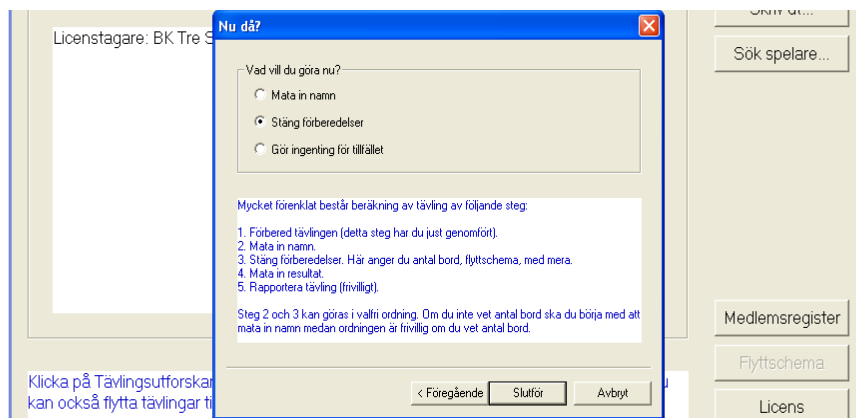 Skriv ut...
Licenstagare: BK Tre S
Sök spelare...
Nu då?
Vad vill du göra nu?
Mata in namn
Stäng förberedelser
Gör ingenting för tillfället
Mycket förenklat består beräkning av tävling av följande steg:
1. Förbered tävlingen (detta steg har du just genomfört).
2. Mata in namn.
3. Stäng förberedelser. Här anger du antal bord, flyttschema, med mera.
4. Mata in resultat.
5. Rapportera tävling (frivilligt).
Steg 2 och 3 kan göras i valfri ordning. Om du inte vet antal bord ska du börja med att
mata in namn medan ordningen är frivillig om du vet antal bord.
< Föregående
Slutför
Avbryt
Medlemsregister
Flyttschema
Licens
Klicka på Tävlingsutforskar
kan också flytta tävlingar ti